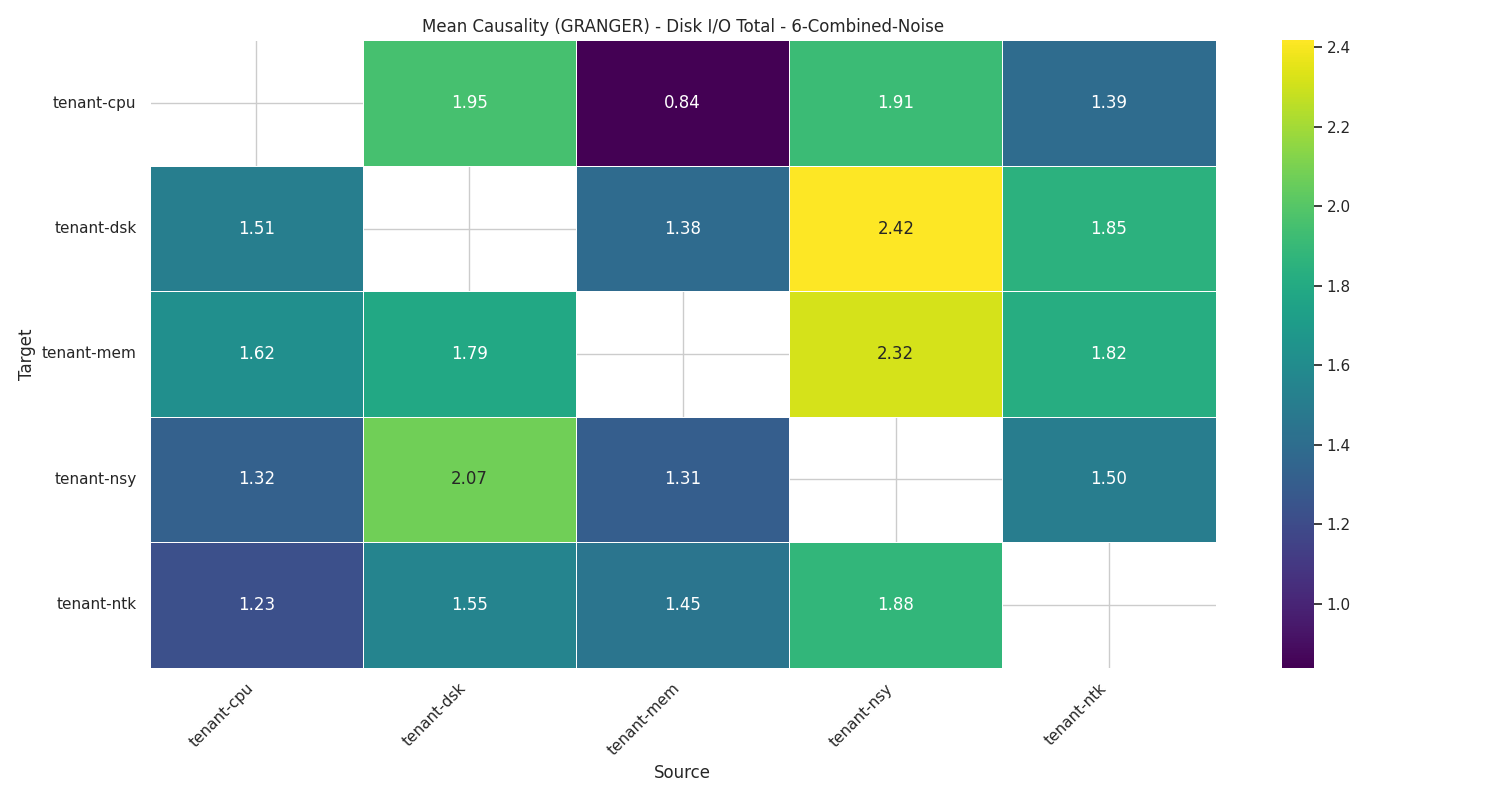 Mean Causality (GRANGER) - Disk I/O Total - 6-Combined-Noise
Target
tenant-cpu
1.95
0.84
1.91
1.39
tenant-dsk
1.51
1.38
2.42
1.85
tenant-mem
1.62
1.79
2.32
1.82
tenant-nsy
1.32
2.07
1.31
1.50
tenant-ntk
1.23
1.55
1.45
1.88
tenant-cpu
tenant-dsk
tenant-mem
tenant-nsy
tenant-ntk
Source
2.4
2.2
2.0
1.8
1.6
1.4
1.2
1.0